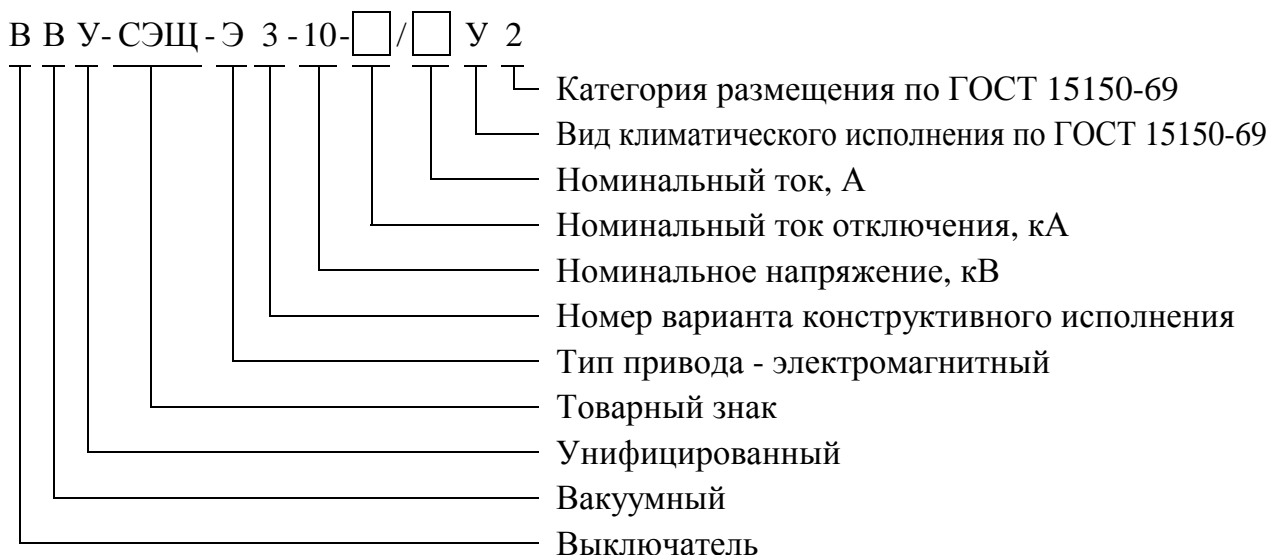 В В У- СЭЩ - Э 3 -10- / У 2
Категория размещения по ГОСТ 15150-69
Вид климатического исполнения по ГОСТ 15150-69
Номинальный ток, А
Номинальный ток отключения, кА
Номинальное напряжение, кВ
Номер варианта конструктивного исполнения
Тип привода - электромагнитный
Товарный знак
Унифицированный
Вакуумный
Выключатель